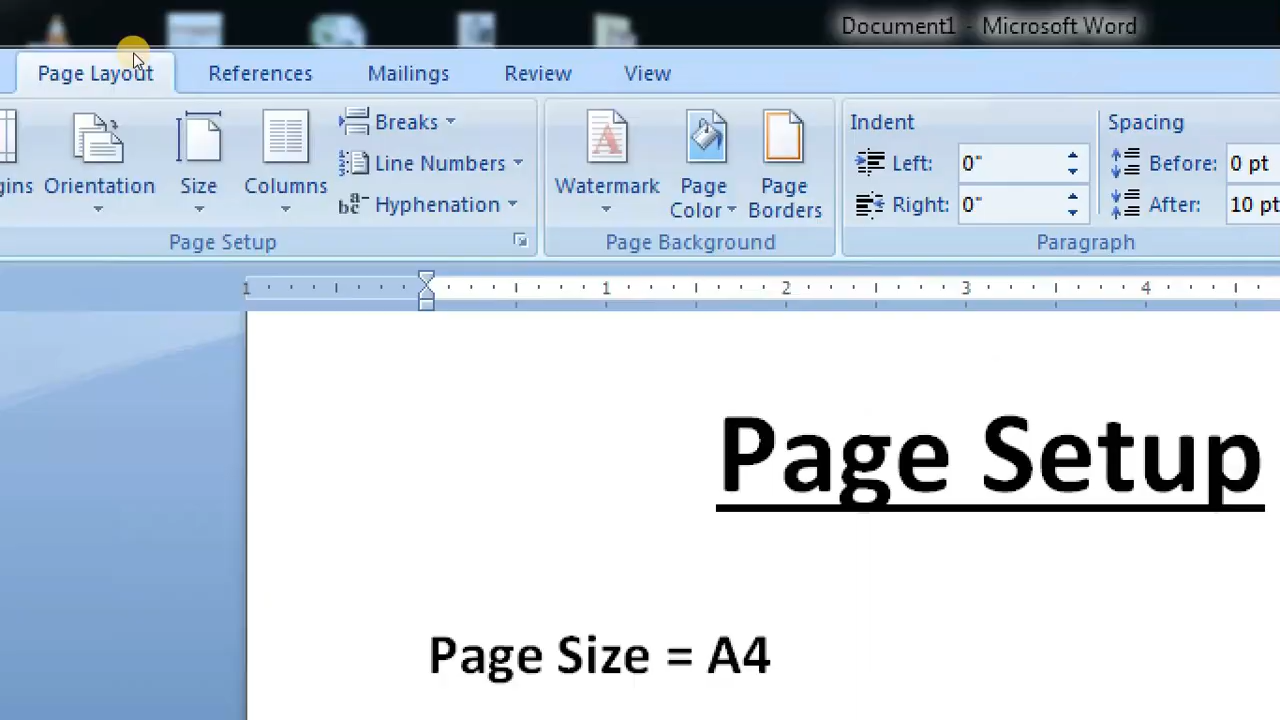 Document1 - Microsoft Word
Page Layout References Mailings Review View
Orientation Size Columns Breaks Line Numbers Hyphenation
Watermark Page Color Page Borders
Indent Spacing
Left: 0" Before: 0 pt
Right: 0" After: 10 pt
Page Setup Page Background Paragraph
1 1 2 3 4
Page Setup
Page Size = A4